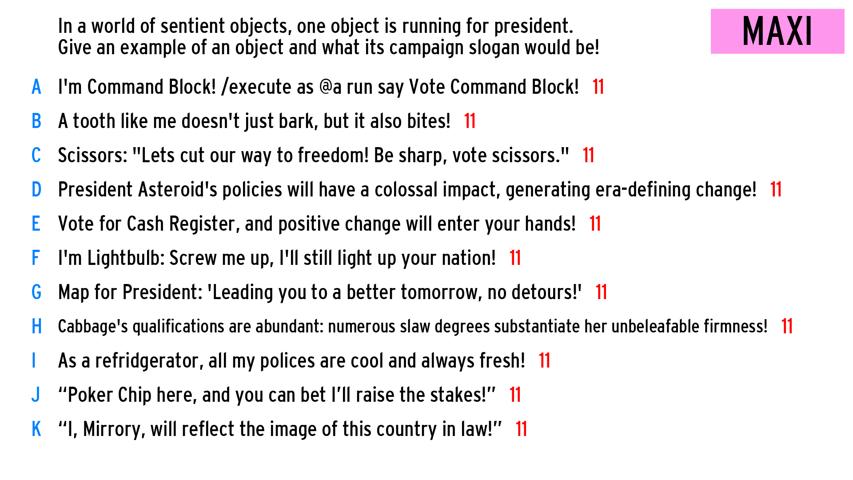 In a world of sentient objects, one object is running for president.
Give an example of an object and what its campaign slogan would be!
MAXI
A I'm Command Block! /execute as @a run say Vote Command Block! 11
B A tooth like me doesn't just bark, but it also bites! 11
C Scissors: "Lets cut our way to freedom! Be sharp, vote scissors." 11
D President Asteroid's policies will have a colossal impact, generating era-defining change! 11
E Vote for Cash Register, and positive change will enter your hands! 11
F I'm Lightbulb: Screw me up, I'll still light up your nation! 11
G Map for President: 'Leading you to a better tomorrow, no detours!' 11
H Cabbage's qualifications are abundant: numerous slaw degrees substantiate her unbeleafable firmness! 11
I As a refridgerator, all my polices are cool and always fresh! 11
J “Poker Chip here, and you can bet I’ll raise the stakes!” 11
K “I, Mirrory, will reflect the image of this country in law!” 11